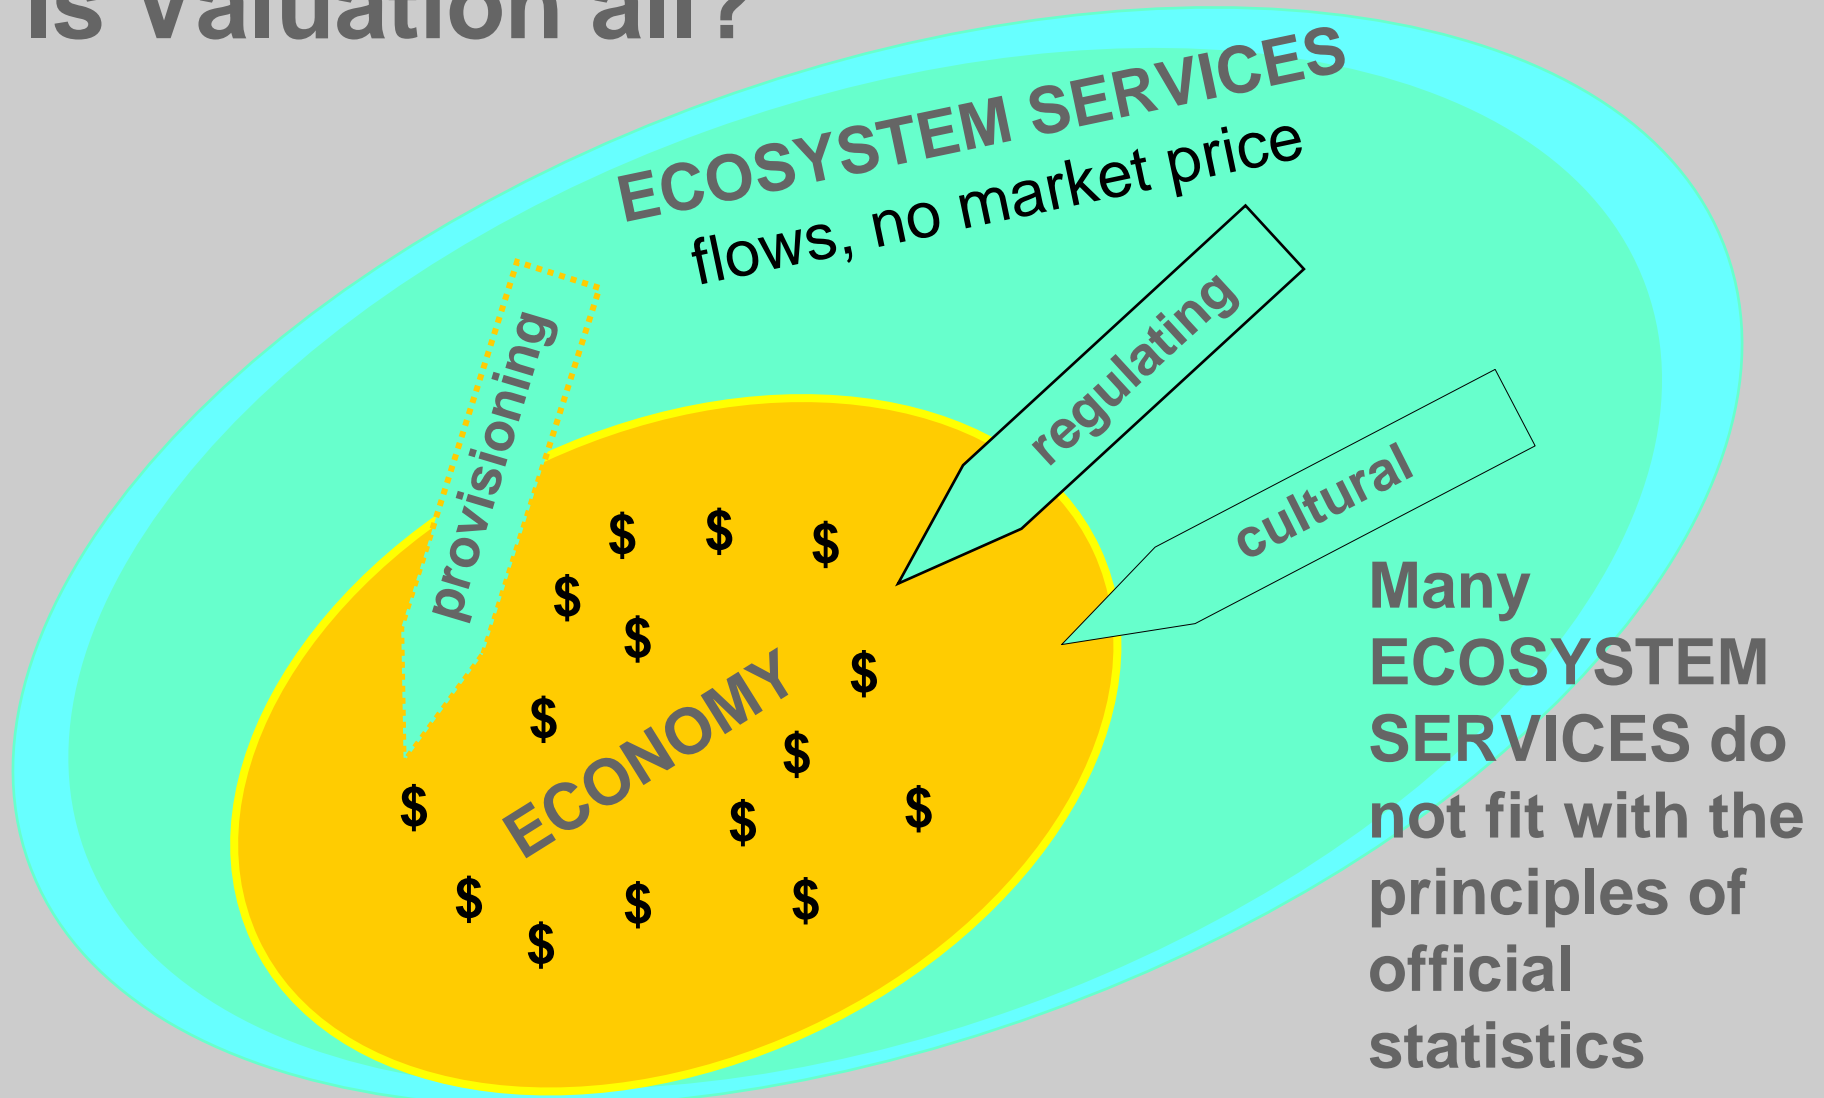 Is Valuation all?
ECOSYSTEM SERVICES
flows, no market price
provisioning
regulating
cultural
$ $ $
$
$
$
$
ECONOMY
$
$ $ $
$ $ $
$
Many
ECOSYSTEM
SERVICES do
not fit with the
principles of
official
statistics